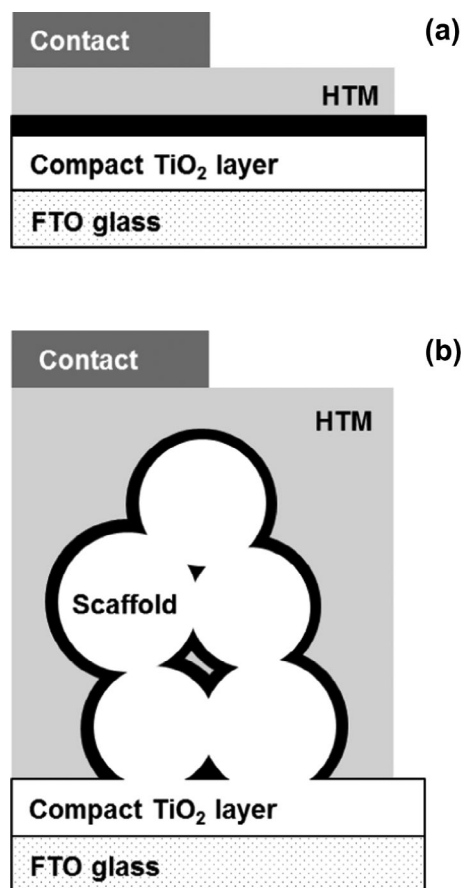 Contact
(a)
HTM
Compact TiO₂ layer
FTO glass
Contact
(b)
HTM
Scaffold
Compact TiO₂ layer
FTO glass